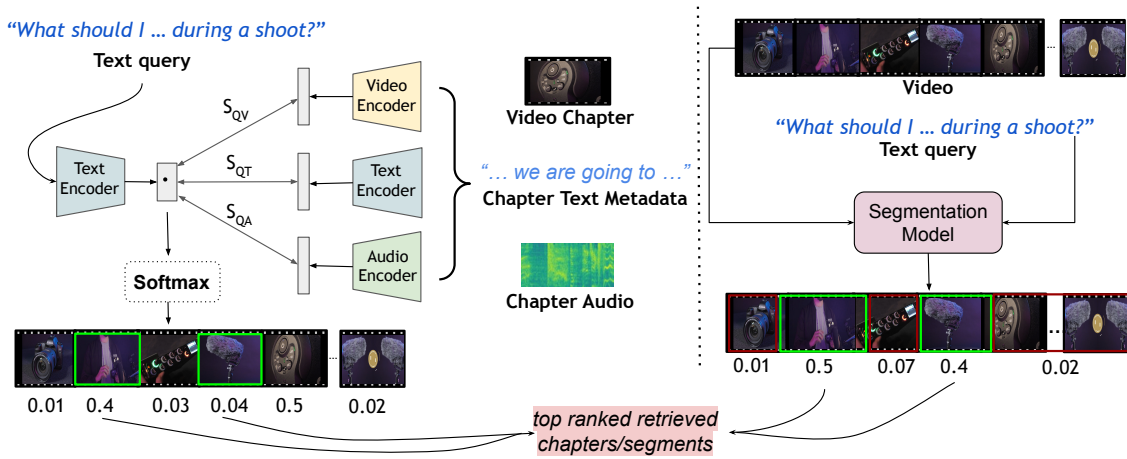 “What should I ... during a shoot?”
Text query
S_QV
S_QT
S_QA
Text
Encoder
Video
Encoder
Text
Encoder
Audio
Encoder
Video Chapter
“... we are going to ...”
Chapter Text Metadata
Chapter Audio
Softmax
...
0.01 0.4 0.03 0.04 0.5 0.02
...
Video
“What should I ... during a shoot?”
Text query
Segmentation
Model
...
0.01 0.5 0.07 0.4 0.02
top ranked retrieved
chapters/segments